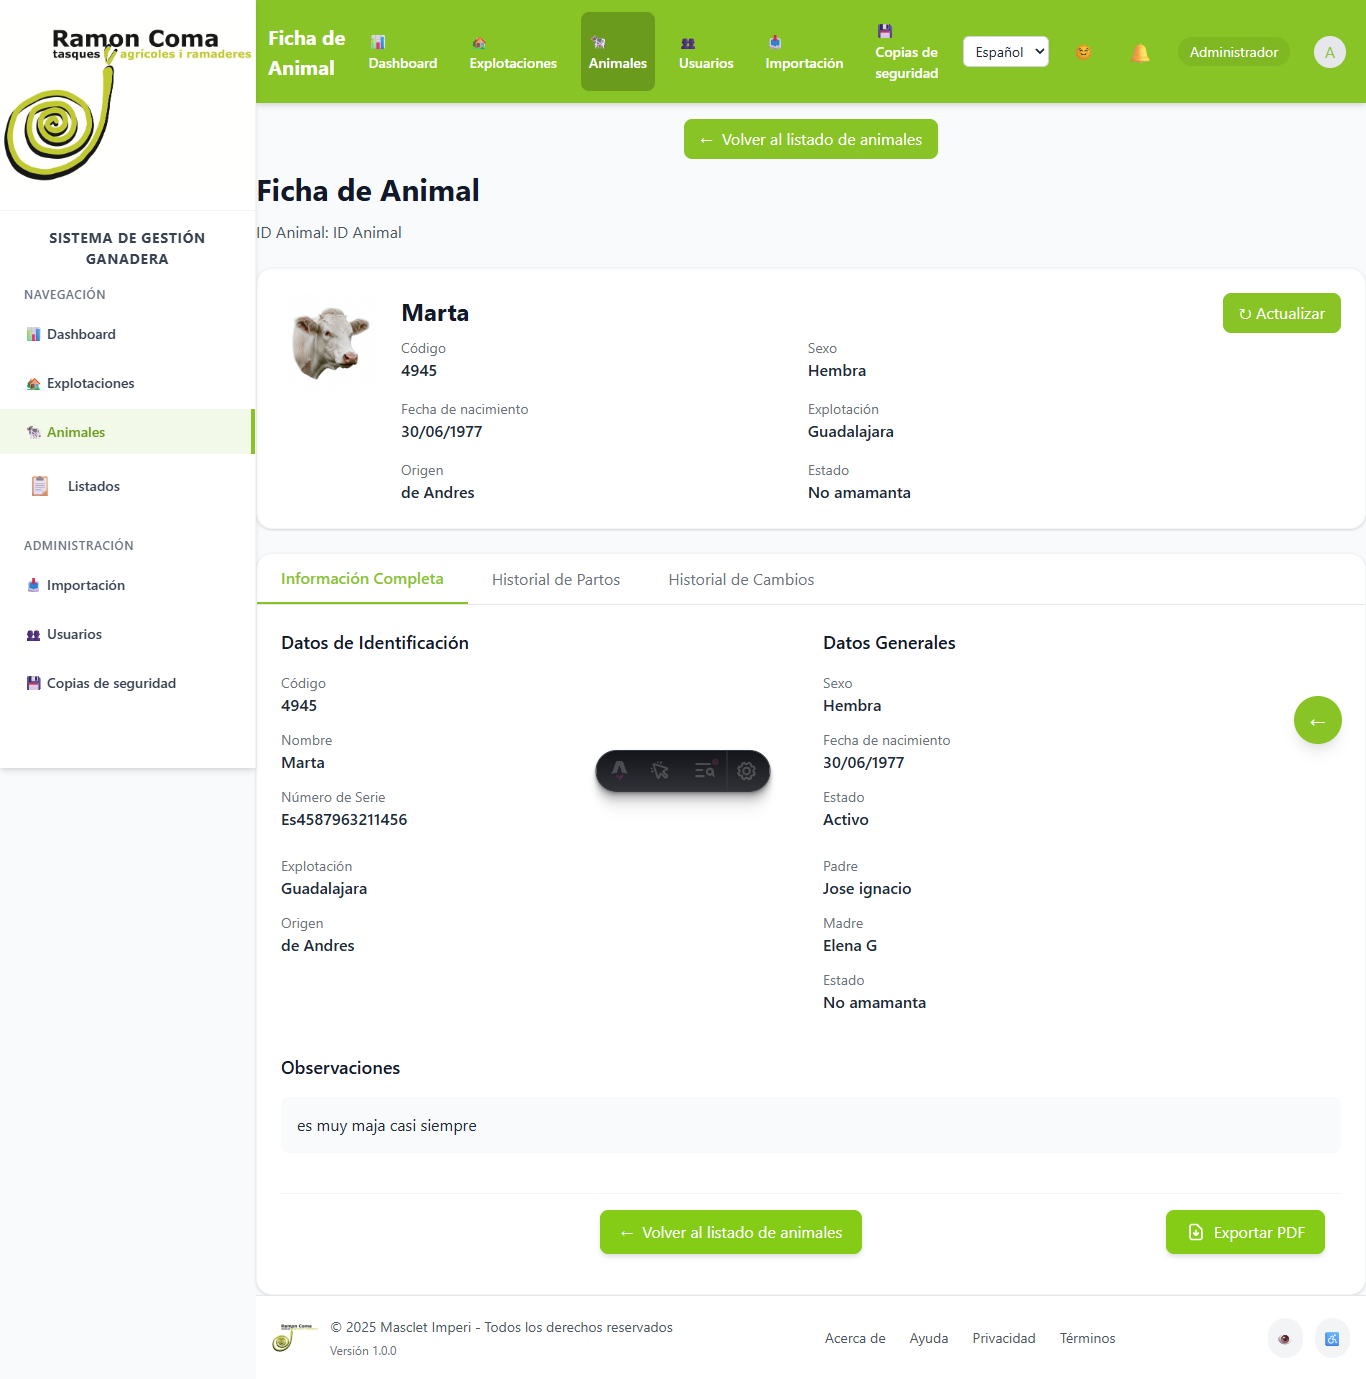 Ramon Coma
tasques agrícoles i ramaderes
SISTEMA DE GESTIÓN
GANADERA
NAVEGACIÓN
Dashboard
Explotaciones
Animales
Listados
ADMINISTRACIÓN
Importación
Usuarios
Copias de seguridad
Ficha de
Animal
Dashboard
Explotaciones
Animales
Usuarios
Importación
Copias de
seguridad
Español
Administrador
A
← Volver al listado de animales
Ficha de Animal
ID Animal: ID Animal
Marta
↻ Actualizar
Código
4945
Sexo
Hembra
Fecha de nacimiento
30/06/1977
Explotación
Guadalajara
Origen
de Andres
Estado
No amamanta
Información Completa
Historial de Partos
Historial de Cambios
Datos de Identificación
Código
4945
Nombre
Marta
Número de Serie
Es4587963211456
Explotación
Guadalajara
Origen
de Andres
Datos Generales
Sexo
Hembra
Fecha de nacimiento
30/06/1977
Estado
Activo
Padre
Jose ignacio
Madre
Elena G
Estado
No amamanta
←
Observaciones
es muy maja casi siempre
← Volver al listado de animales
Exportar PDF
Ramon Coma
© 2025 Masclet Imperi - Todos los derechos reservados
Versión 1.0.0
Acerca de
Ayuda
Privacidad
Términos